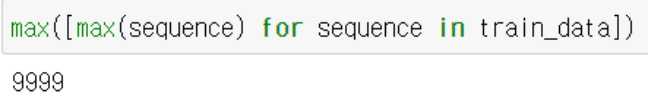 max([max(sequence) for sequence in train_data])
9999